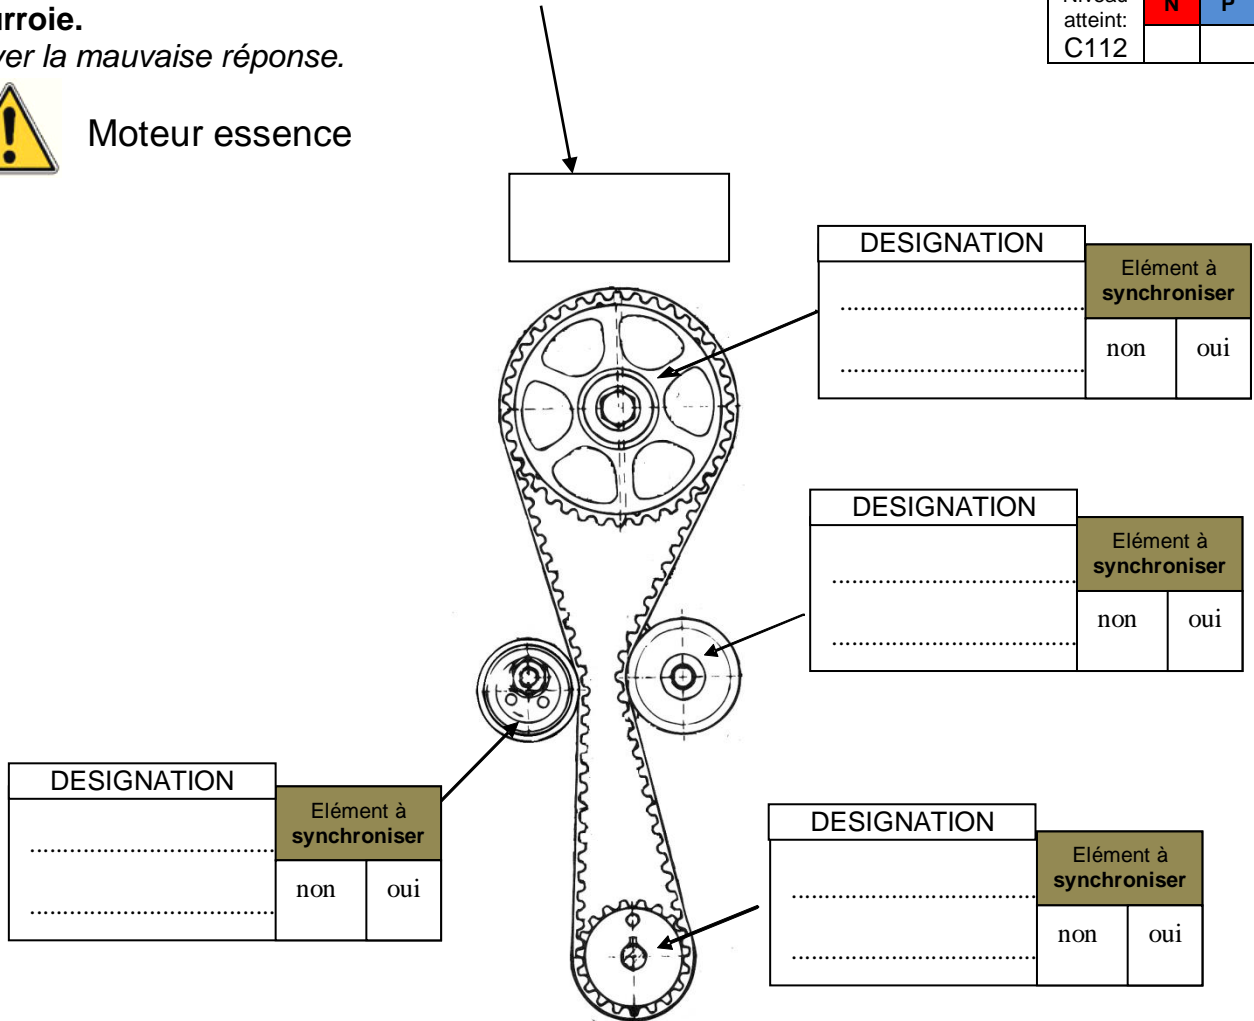 rroie.
er la mauvaise réponse.
atteint:
C112
N
P
Moteur essence
DESIGNATION
................................
................................
Elément à
synchroniser
non
oui
DESIGNATION
................................
................................
Elément à
synchroniser
non
oui
DESIGNATION
................................
................................
Elément à
synchroniser
non
oui
DESIGNATION
................................
................................
Elément à
synchroniser
non
oui